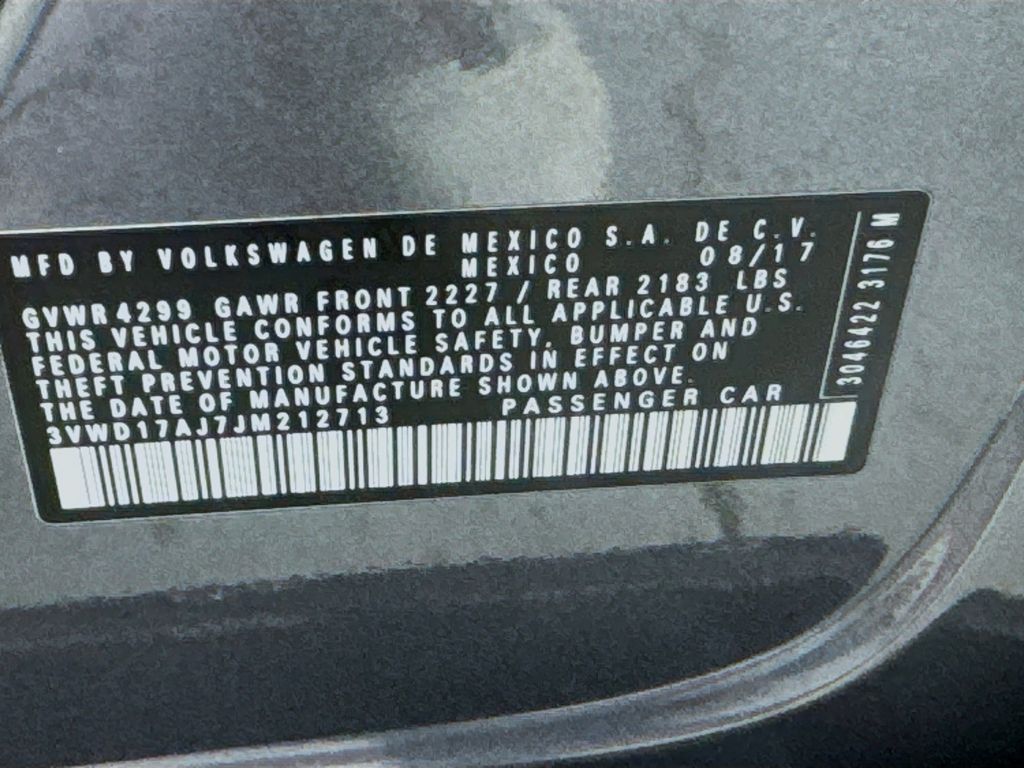 MFD BY VOLKSWAGEN DE MEXICO S.A. DE C.V.
MEXICO 08/17
GVWR 4299 GAWR FRONT 2227 / REAR 2183 LBS
THIS VEHICLE CONFORMS TO ALL APPLICABLE U.S.
FEDERAL MOTOR VEHICLE SAFETY, BUMPER AND
THEFT PREVENTION STANDARDS IN EFFECT ON
THE DATE OF MANUFACTURE SHOWN ABOVE.
3VWD17AJ7JM212713 PASSENGER CAR
3046422 3176 M